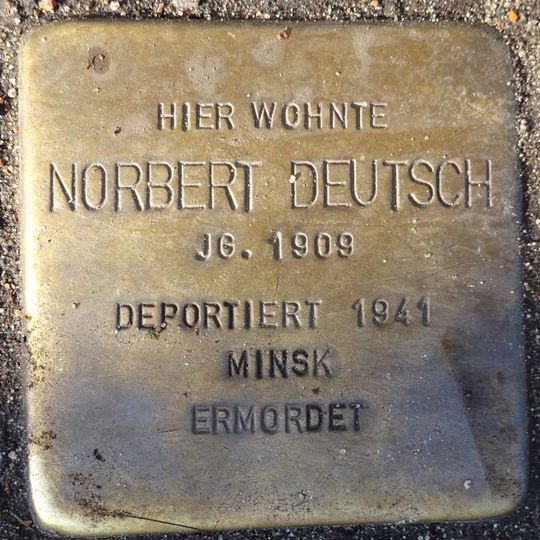 HIER WOHNTE
NORBERT DEUTSCH
JG. 1909
DEPORTIERT 1941
MINSK
ERMORDET